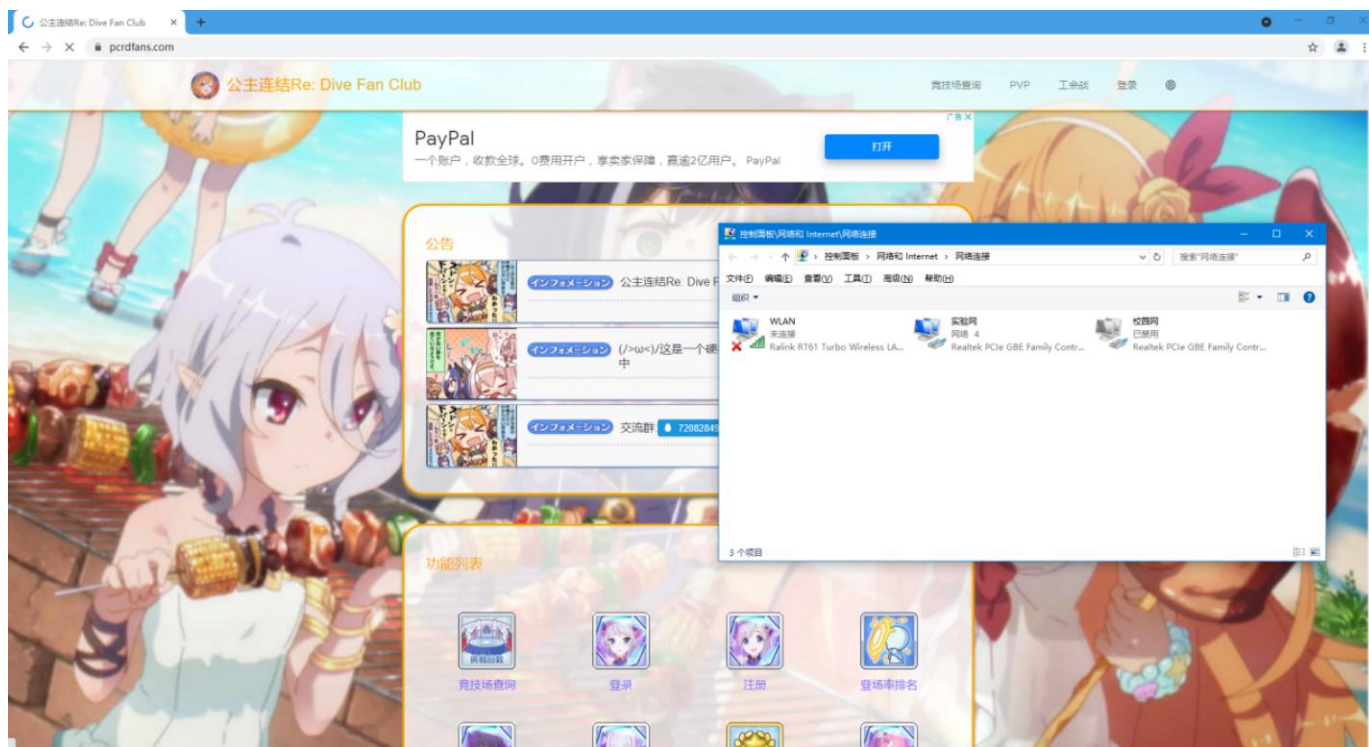 公主连结Re: Dive Fan Club
pcrdfans.com
公主连结Re: Dive Fan Club
竞技场查询 PVP 工会战 登录
广告
PayPal
一个账户，收款全球。0费用开户，享卖家保障，赢逾2亿用户。 PayPal
打开
公告
インフォメーション 公主连结Re: Dive F
インフォメーション (/>ω<)/这是一个硬
中
インフォメーション 交流群: 72082849
功能列表
竞技场查询 登录 注册 登场率排名
控制面板\网络和 Internet\网络连接
控制面板 › 网络和 Internet › 网络连接
搜索"网络连接"
文件(F) 编辑(E) 查看(V) 工具(T) 高级(N) 帮助(H)
组织
WLAN
未连接
Ralink RT61 Turbo Wireless LA...
实验网
网络 4
Realtek PCIe GBE Family Contr...
校园网
已禁用
Realtek PCIe GBE Family Contr...
3 个项目